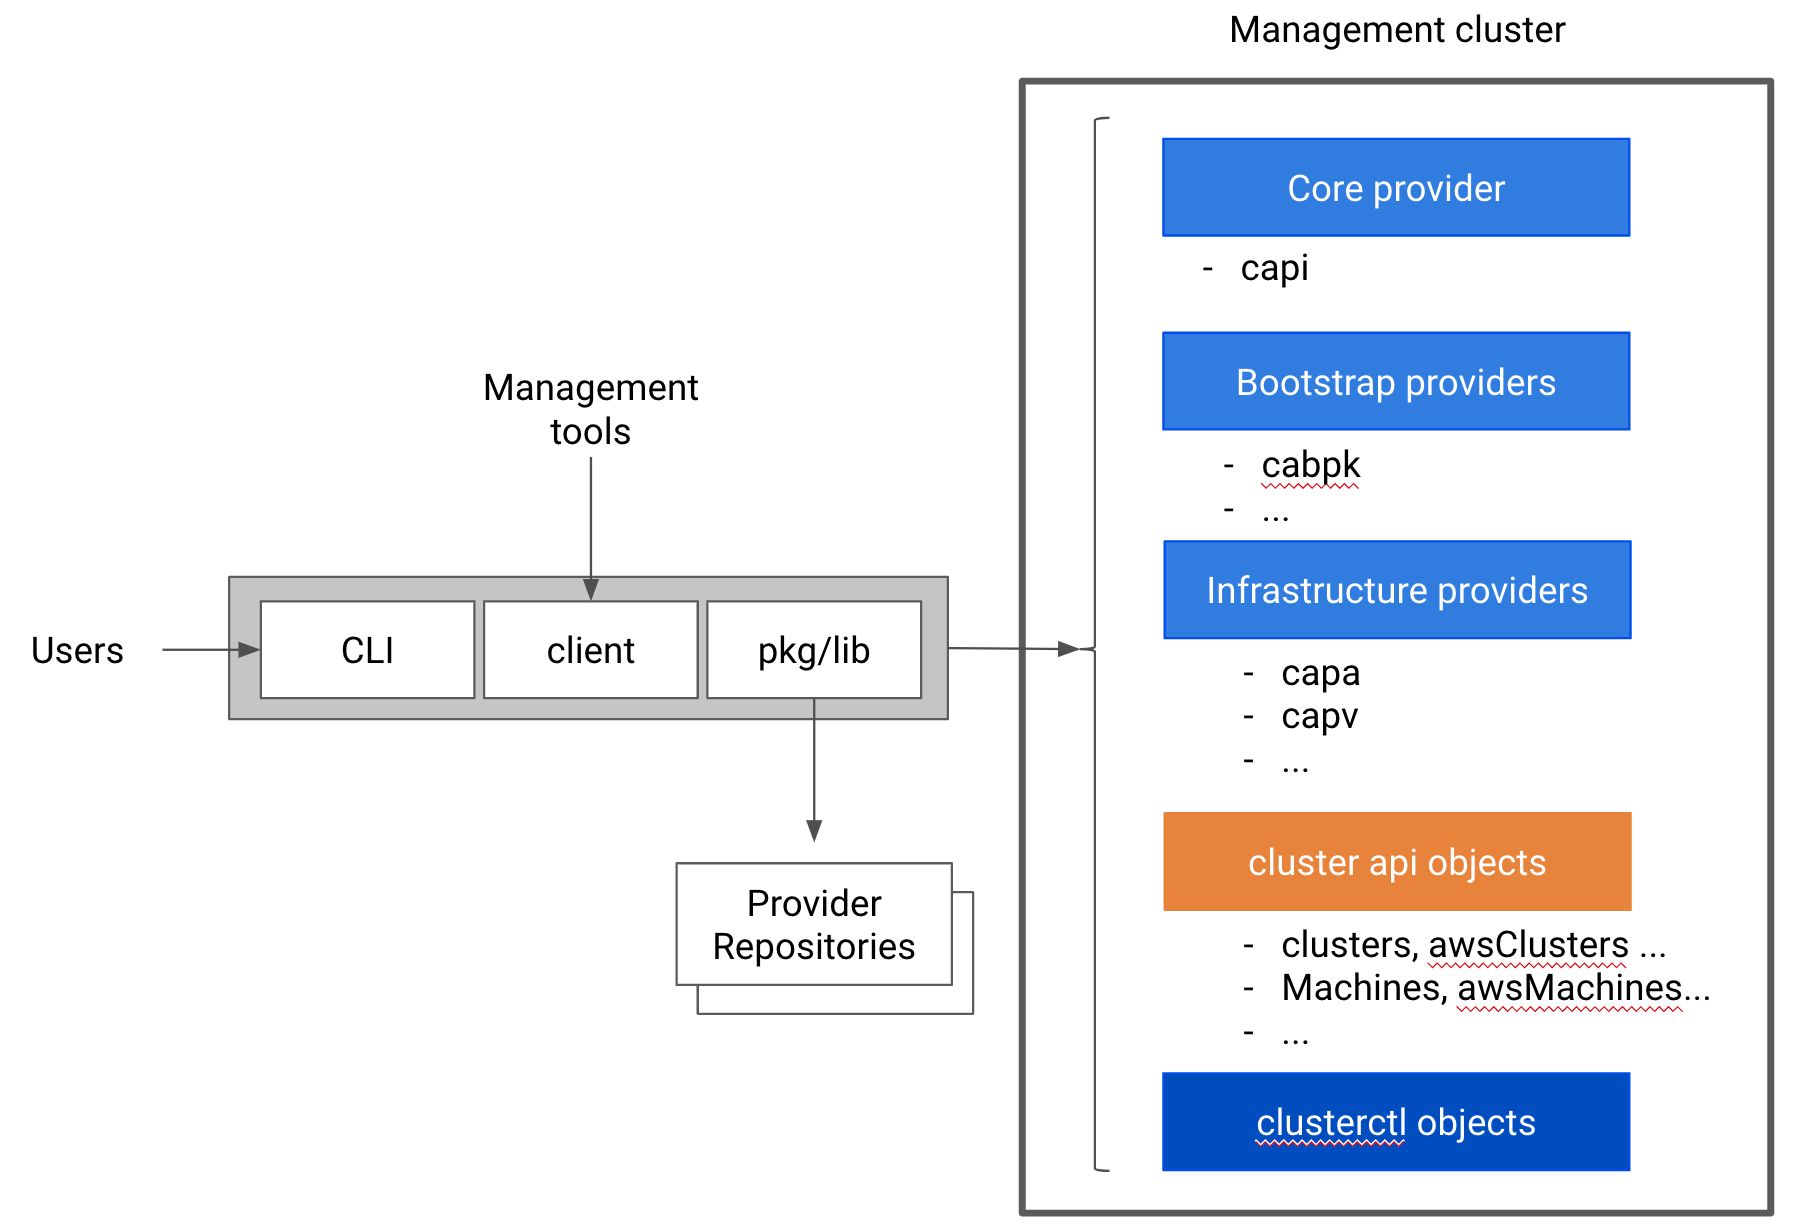 Management cluster
Core provider
- capi
Bootstrap providers
- cabpk
- ...
Infrastructure providers
- capa
- capv
- ...
cluster api objects
- clusters, awsClusters ...
- Machines, awsMachines...
- ...
clusterctl objects
Management
tools
Users
CLI
client
pkg/lib
Provider
Repositories